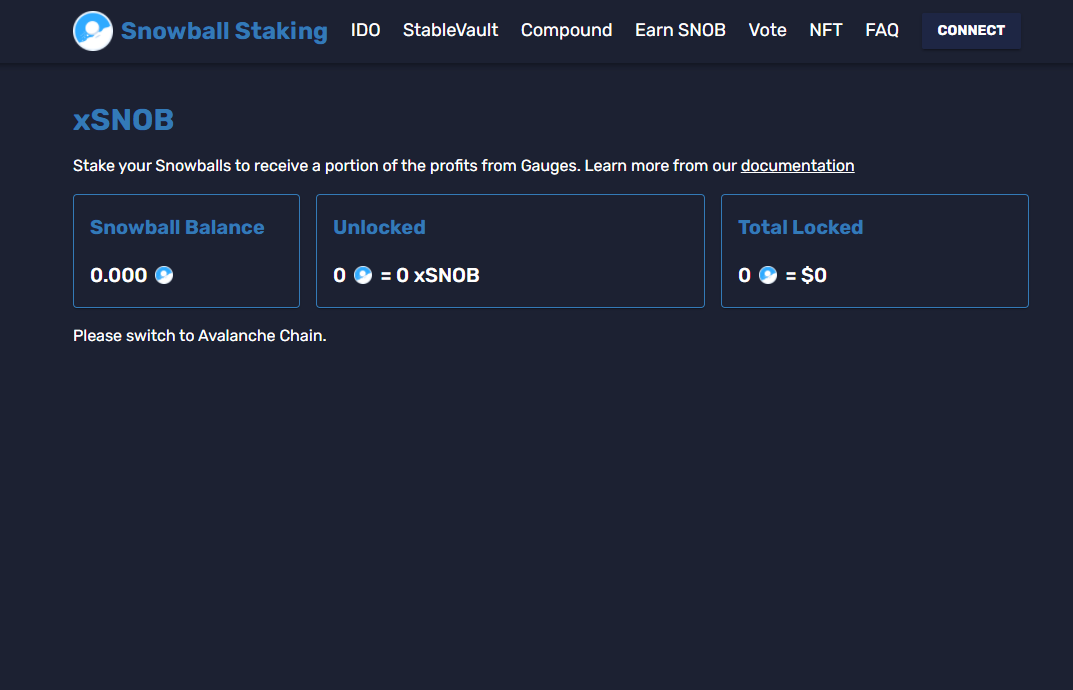 Snowball Staking IDO StableVault Compound Earn SNOB Vote NFT FAQ CONNECT
xSNOB
Stake your Snowballs to receive a portion of the profits from Gauges. Learn more from our documentation
Snowball Balance
0.000
Unlocked
0 = 0 xSNOB
Total Locked
0 = $0
Please switch to Avalanche Chain.